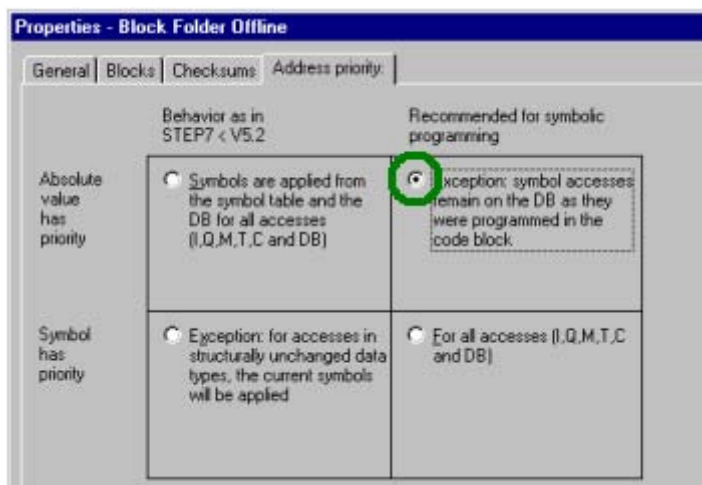 Properties - Block Folder Offline
General Blocks Checksums Address priority:
Behavior as in
STEP7 < V5.2
Recommended for symbolic
programming
Absolute
value
has
priority
Symbols are applied from
the symbol table and the
DB for all accesses
(I,Q,M,T,C and DB)
Exception: symbol accesses
remain on the DB as they
were programmed in the
code block
Symbol
has
priority
Exception: for accesses in
structurally unchanged data
types, the current symbols
will be applied
For all accesses (I,Q,M,T,C
and DB)